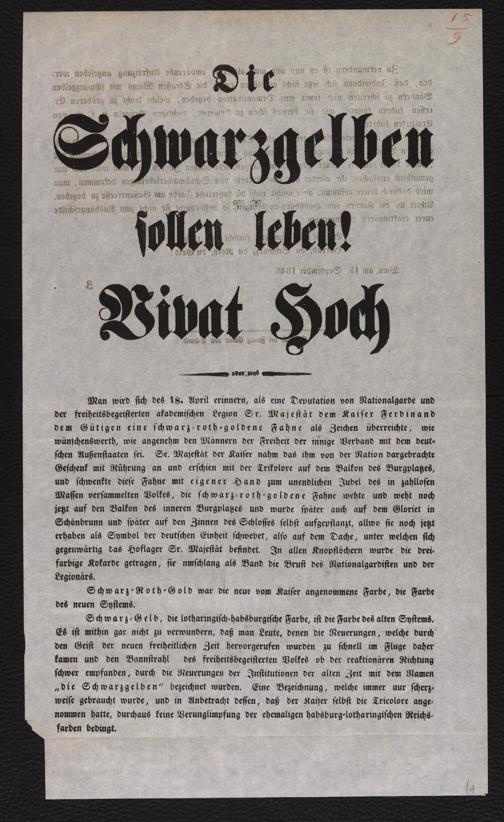 15
9
Die
Schwarzgelben
sollen leben!
Vivat Hoch
oder was
Man wird sich des 18. April erinnern, als eine Deputation von Nationalgarde und
der freiheitsbegeisterten akademischen Legion Sr. Majestät dem Kaiser Ferdinand
dem Gütigen eine schwarz-roth-goldene Fahne als Zeichen überreichte, wie
wünschenswerth, wie angenehm den Männern der Freiheit der innige Verband mit dem deut-
schen Außenstaaten sei. Se. Majestät der Kaiser nahm das ihm von der Nation dargebrachte
Geschenk mit Rührung an und erschien mit der Trikolore auf dem Balkon des Burgplatzes,
und schwenkte diese Fahne mit eigener Hand zum unendlichen Jubel des in zahllosen
Massen versammelten Volkes, die schwarz-roth-goldene Fahne wehte und weht noch
jetzt auf den Balkon des inneren Burgplatzes und wurde später auch auf dem Gloriet in
Schönbrunn und später auf den Zinnen des Schlosses selbst aufgepflanzt, allwo sie noch jetzt
erhaben als Symbol der deutschen Einheit schwebet, also auf dem Dache, unter welchen sich
gegenwärtig das Hoflager Sr. Majestät befindet. In allen Knopflöchern wurde die drei-
farbige Kokarde getragen, sie umschlang als Band die Brust des Nationalgardisten und der
Legionärs.
Schwarz-Roth-Gold war die neue vom Kaiser angenommene Farbe, die Farbe
des neuen Systems.
Schwarz-Gelb, die lotharingisch-habsburgische Farbe, ist die Farbe des alten Systems.
Es ist mithin gar nicht zu verwundern, daß man Leute, denen die Neuerungen, welche durch
den Geist der neuen freiheitlichen Zeit hervorgerufen wurden zu schnell im Fluge daher
kamen und den Bannstrahl des freiheitsbegeisterten Volkes ob der reaktionären Richtung
schwer empfanden, durch die Neuerungen der Institutionen der alten Zeit mit dem Namen
„die Schwarzgelben“ bezeichnet wurden. Eine Bezeichnung, welche immer nur scherz-
weise gebraucht wurde, und in Anbetracht dessen, daß der Kaiser selbst die Tricolore ange-
nommen hatte, durchaus keine Verunglimpfung der ehemaligen habsburg-lotharingischen Reichs-
farben bedingt.